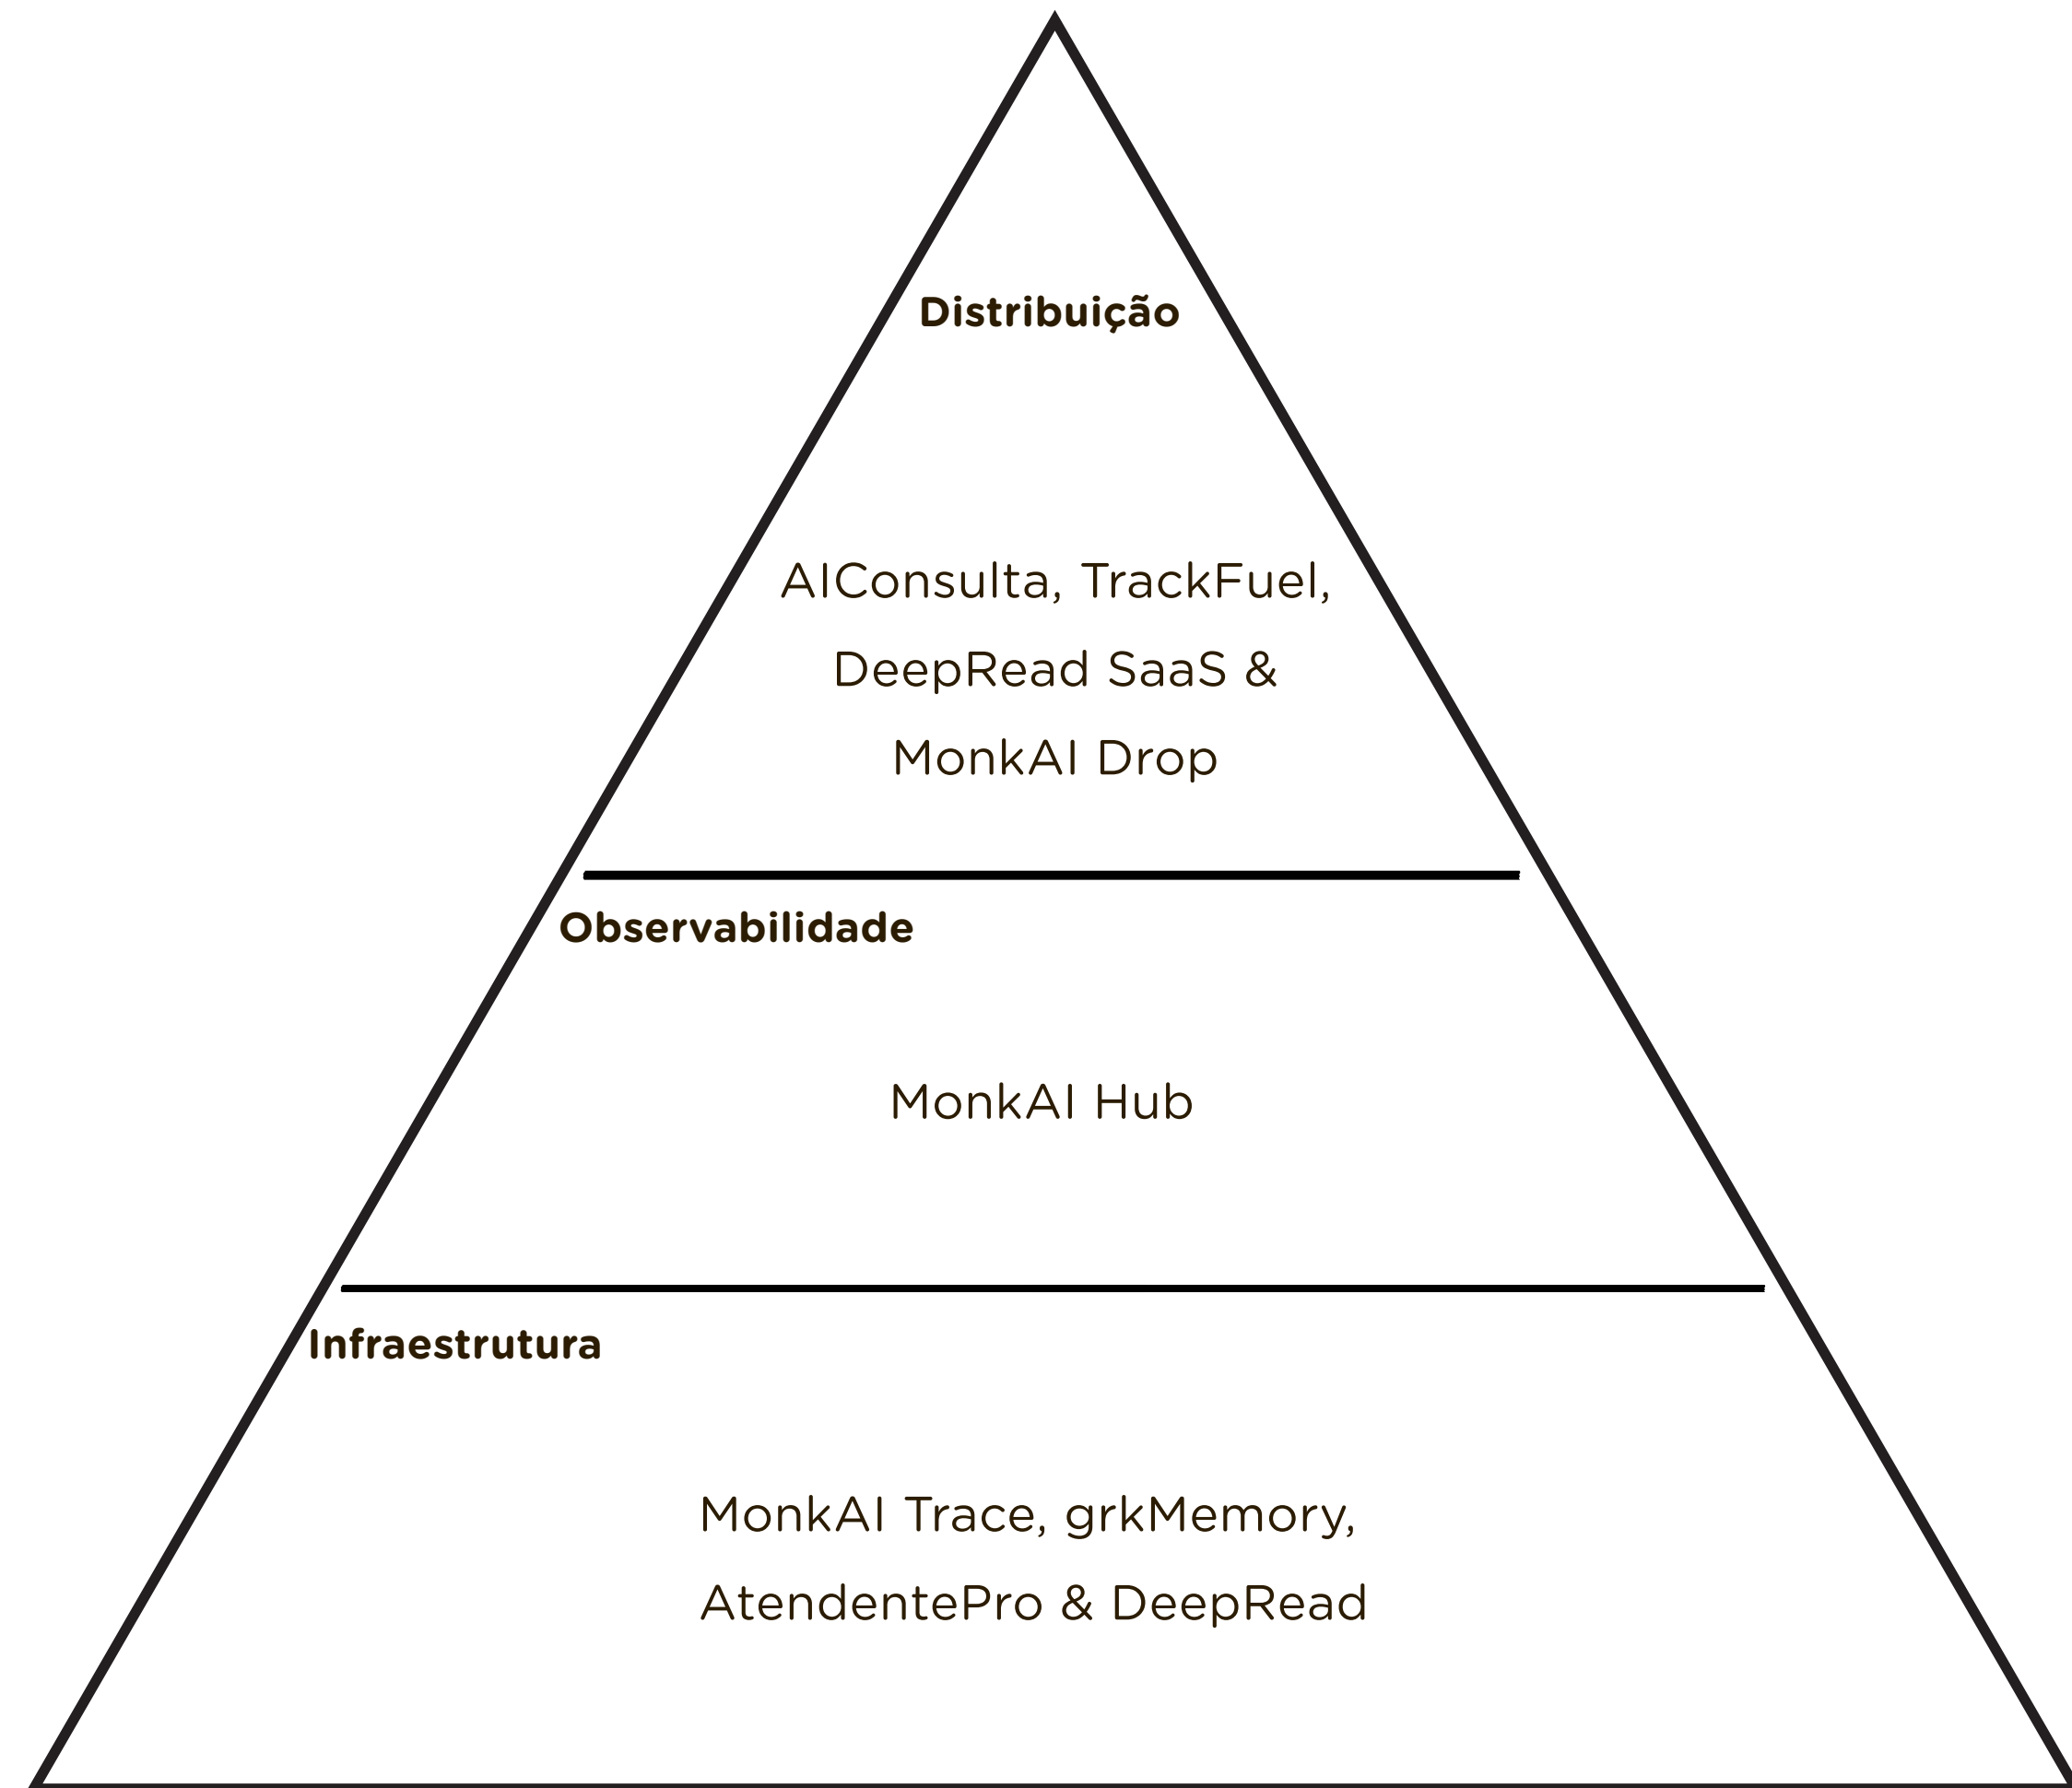 Distribuição
AIConsulta, TrackFuel,
DeepRead SaaS &
MonkAI Drop
Observabilidade
MonkAI Hub
Infraestrutura
MonkAI Trace, grkMemory,
AtendentePro & DeepRead